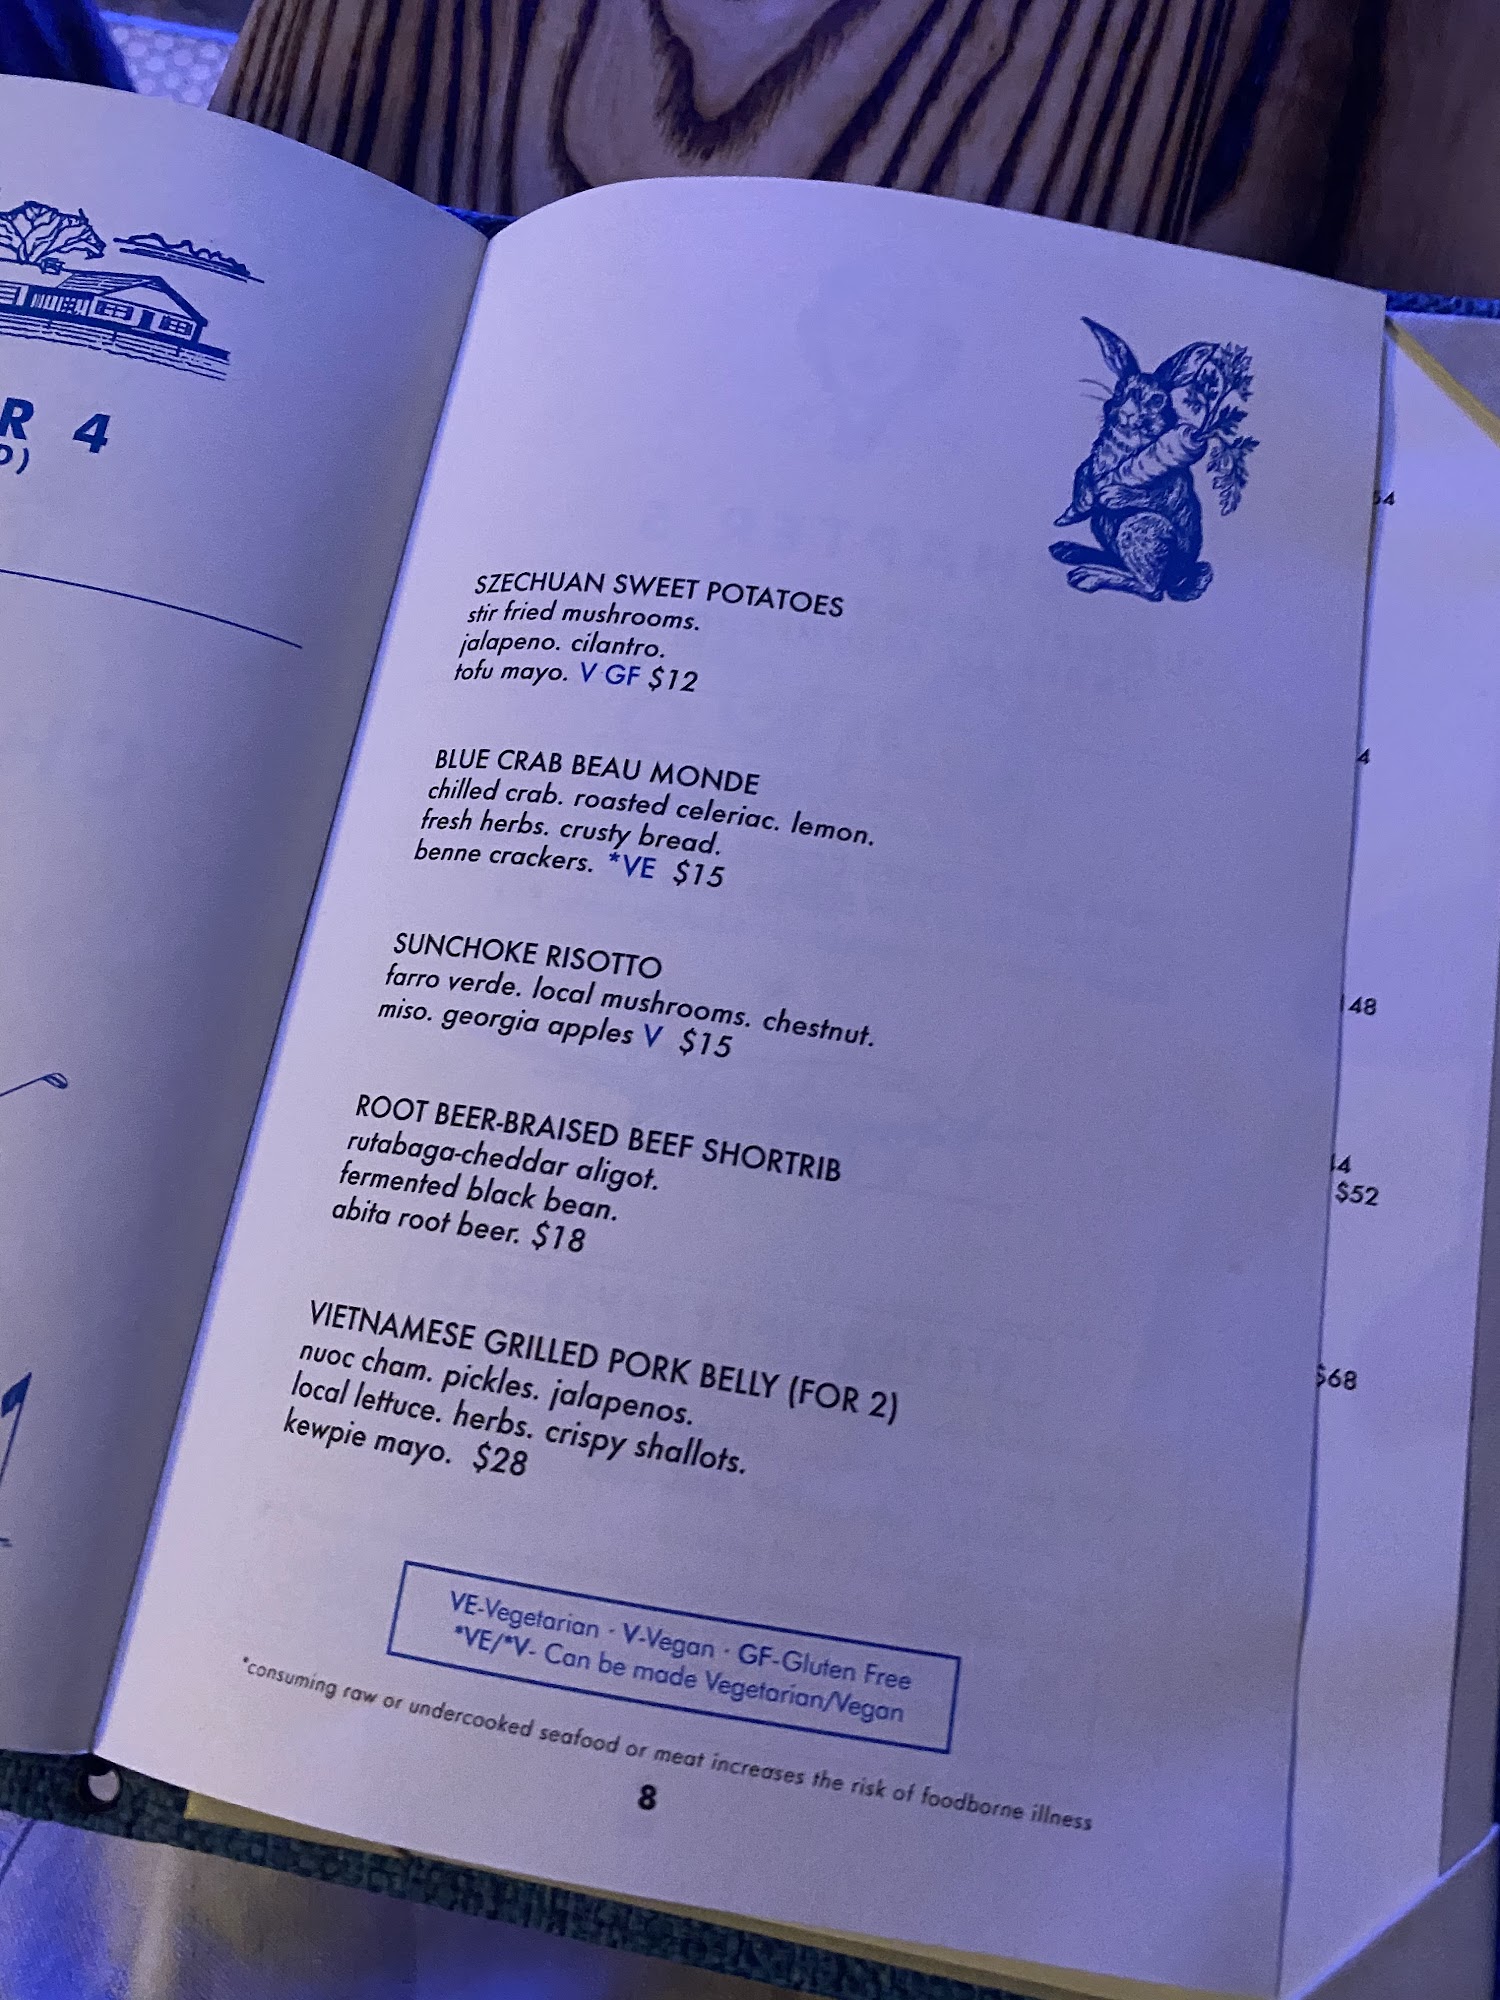 R 4
SZECHUAN SWEET POTATOES
stir fried mushrooms.
jalapeno. cilantro.
tofu mayo. V GF $12
BLUE CRAB BEAU MONDE
chilled crab. roasted celeriac. lemon.
fresh herbs. crusty bread.
benne crackers. *VE $15
SUNCHOKE RISOTTO
farro verde. local mushrooms. chestnut.
miso. georgia apples V $15
ROOT BEER-BRAISED BEEF SHORTRIB
rutabaga-cheddar aligot.
fermented black bean.
abita root beer. $18
VIETNAMESE GRILLED PORK BELLY (FOR 2)
nuoc cham. pickles. jalapenos.
local lettuce. herbs. crispy shallots.
kewpie mayo. $28
VE-Vegetarian · V-Vegan · GF-Gluten Free
*VE/*V- Can be made Vegetarian/Vegan
*consuming raw or undercooked seafood or meat increases the risk of foodborne illness
8
4
48
$52
$68